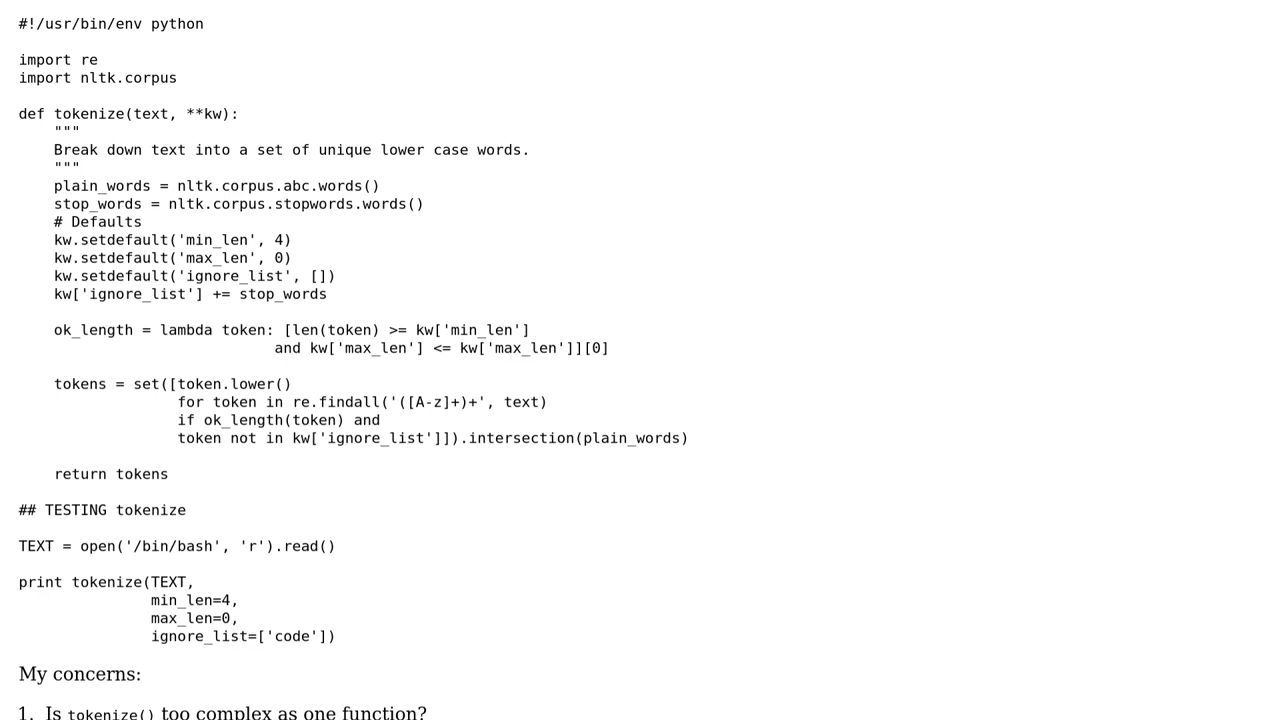 #!/usr/bin/env python

import re
import nltk.corpus

def tokenize(text, **kw):
    """
    Break down text into a set of unique lower case words.
    """
    plain_words = nltk.corpus.abc.words()
    stop_words = nltk.corpus.stopwords.words()
    # Defaults
    kw.setdefault('min_len', 4)
    kw.setdefault('max_len', 0)
    kw.setdefault('ignore_list', [])
    kw['ignore_list'] += stop_words

    ok_length = lambda token: [len(token) >= kw['min_len']
                             and kw['max_len'] <= kw['max_len']][0]

    tokens = set([token.lower()
                  for token in re.findall('([A-z]+)+', text)
                  if ok_length(token) and
                  token not in kw['ignore_list']]).intersection(plain_words)

    return tokens

## TESTING tokenize

TEXT = open('/bin/bash', 'r').read()

print tokenize(TEXT,
               min_len=4,
               max_len=0,
               ignore_list=['code'])
My concerns:
1. Is tokenize() too complex as one function?